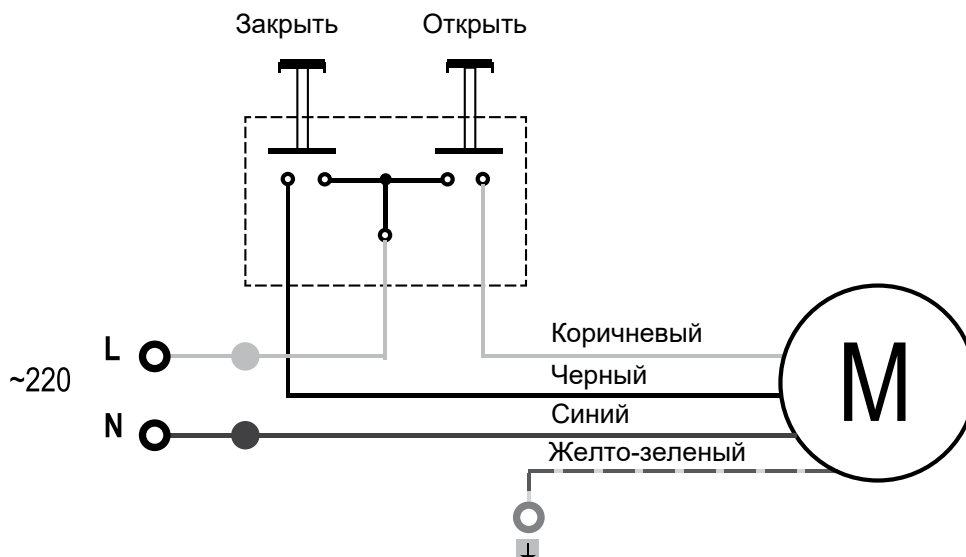 Закрыть Открыть
L
~220
N
Коричневый
Черный
Синий
Желто-зеленый
M